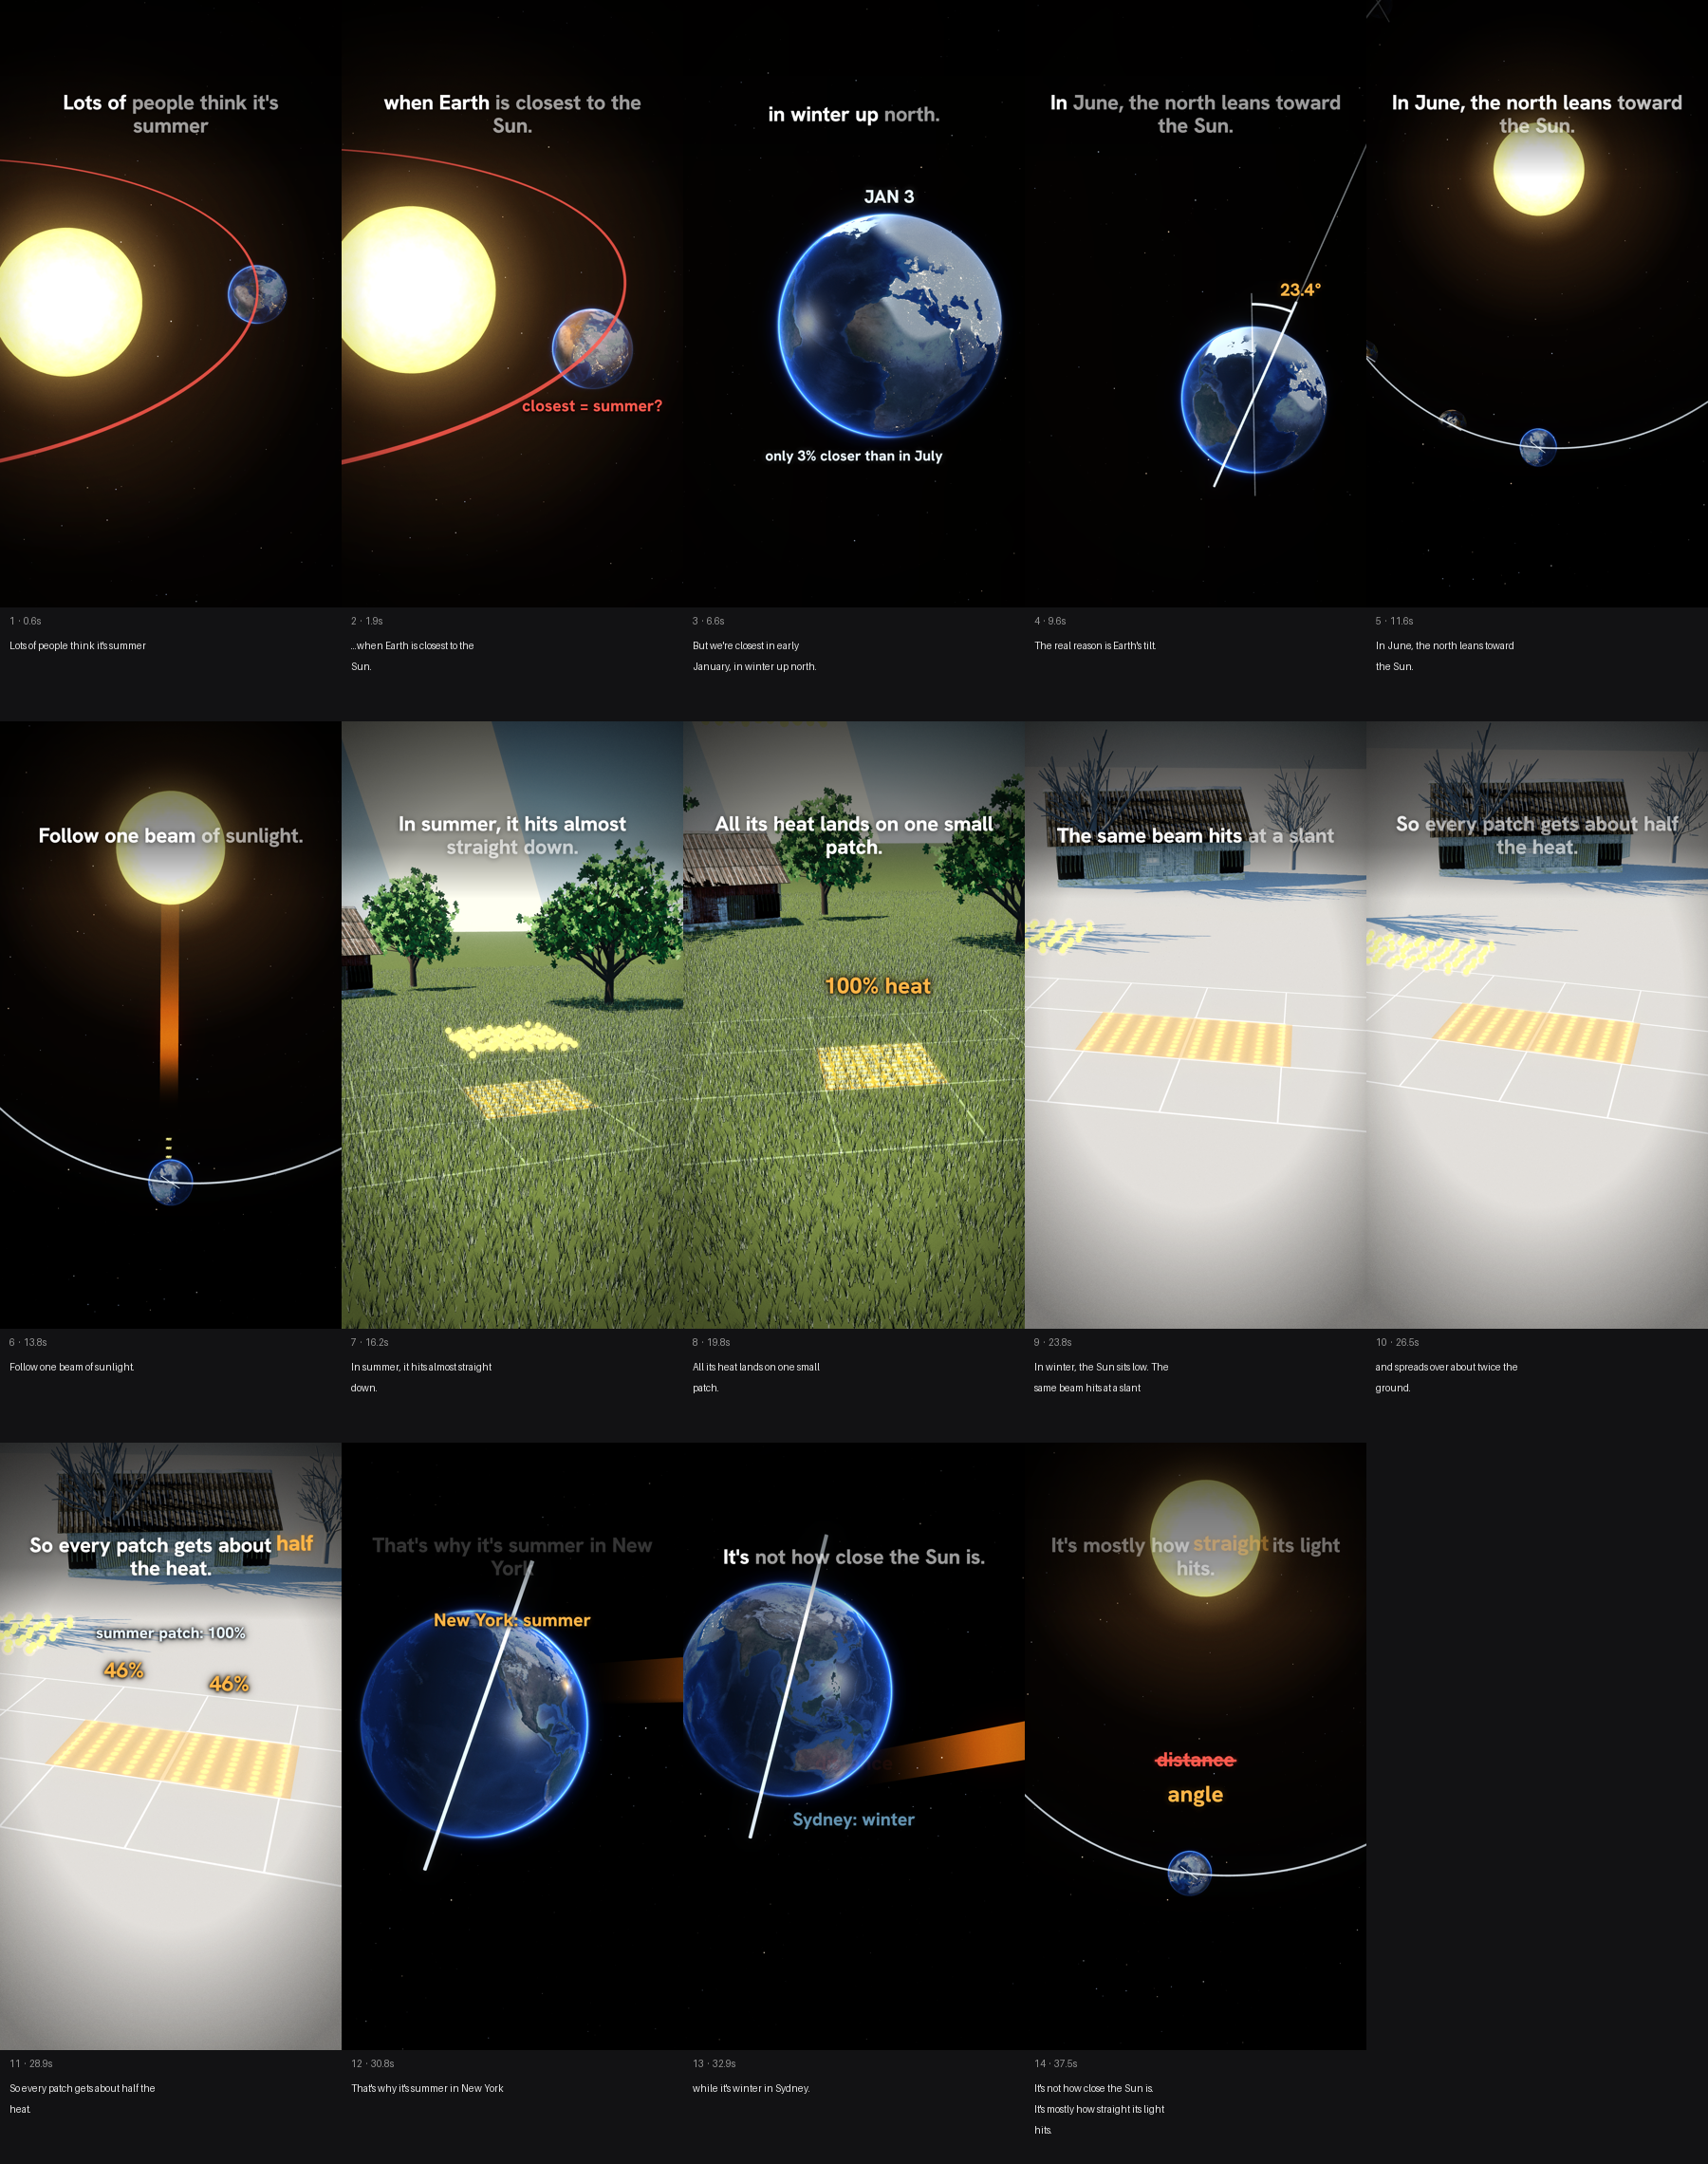 Lots of people think it's
summer
when Earth is closest to the
Sun.
closest = summer?
in winter up north.
JAN 3
only 3% closer than in July
In June, the north leans toward
the Sun.
23.4°
In June, the north leans toward
the Sun.
1 · 0.6s
Lots of people think it's summer
2 · 1.9s
...when Earth is closest to the
Sun.
3 · 6.6s
But we're closest in early
January, in winter up north.
4 · 9.6s
The real reason is Earth's tilt.
5 · 11.6s
In June, the north leans toward
the Sun.
Follow one beam of sunlight.
In summer, it hits almost
straight down.
All its heat lands on one small
patch.
100% heat
The same beam hits at a slant
So every patch gets about half
the heat.
6 · 13.8s
Follow one beam of sunlight.
7 · 16.2s
In summer, it hits almost straight
down.
8 · 19.8s
All its heat lands on one small
patch.
9 · 23.8s
In winter, the Sun sits low. The
same beam hits at a slant
10 · 26.5s
and spreads over about twice the
ground.
So every patch gets about half
the heat.
summer patch: 100%
46%
46%
That's why it's summer in New
York
New York: summer
It's not how close the Sun is.
Sydney: winter
It's mostly how straight its light
hits.
distance
angle
11 · 28.9s
So every patch gets about half the
heat.
12 · 30.8s
That's why it's summer in New York
13 · 32.9s
while it's winter in Sydney.
14 · 37.5s
It's not how close the Sun is.
It's mostly how straight its light
hits.